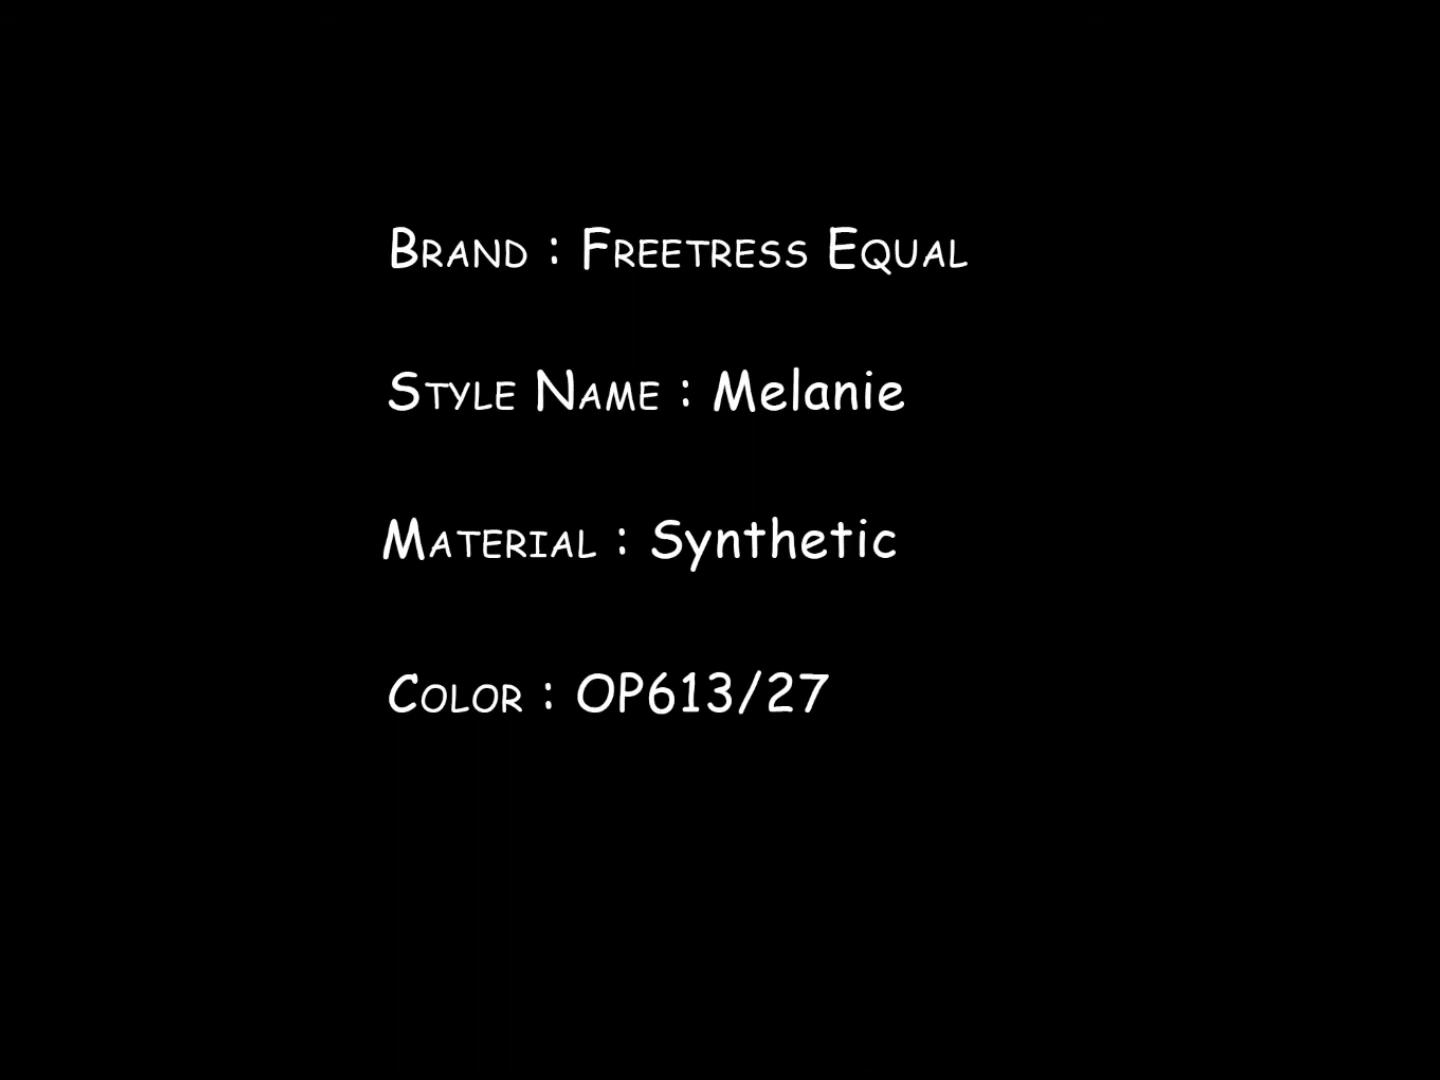 Brand : Freetress Equal
Style Name : Melanie
Material : Synthetic
Color : OP613/27